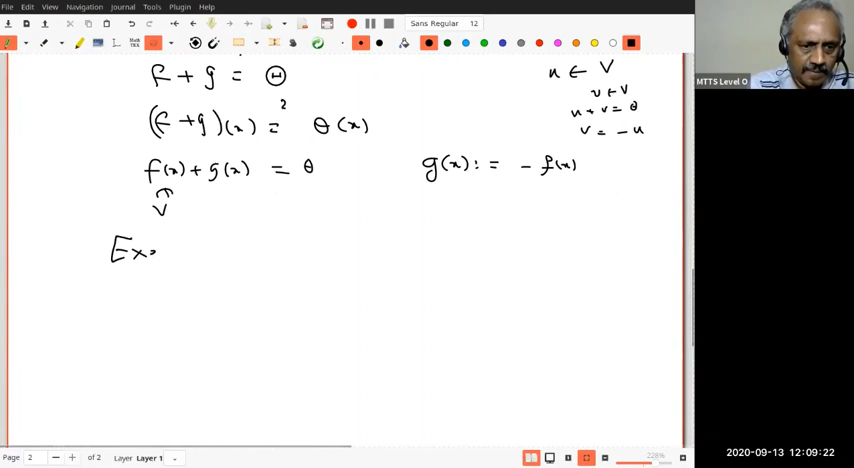 File Edit View Navigation Journal Tools Plugin Help
Sans Regular 12
f + g = Θ
u ∈ V
v ∈ V
u + v = θ
v = -u
(f + g)(x) =? θ(x)
f(x) + g(x) = θ
g(x) := - f(x)
V
Ex:
MTTS Level O
Page 2 of 2 Layer Layer 1
228%
2020-09-13 12:09:22